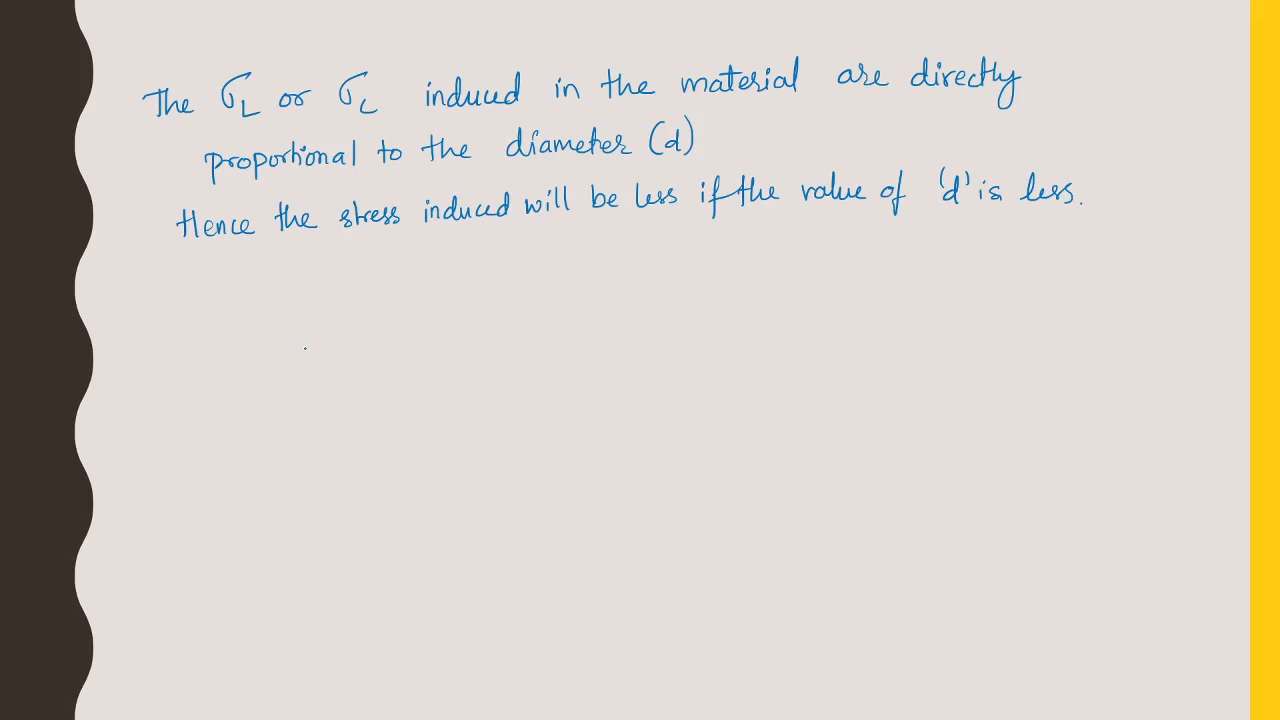 The σL or σc induced in the material are directly
proportional to the diameter (d)
Hence the stress induced will be less if the value of 'd' is less.